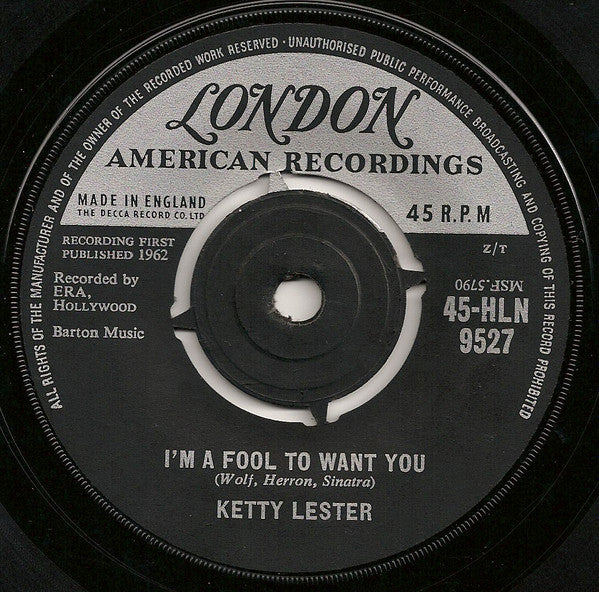 ALL RIGHTS OF THE MANUFACTURER AND OF THE OWNER OF THE RECORDED WORK RESERVED · UNAUTHORISED PUBLIC PERFORMANCE BROADCASTING AND COPYING OF THIS RECORD PROHIBITED
LONDON
AMERICAN RECORDINGS
MADE IN ENGLAND
THE DECCA RECORD CO. LTD
45 R.P.M
RECORDING FIRST
PUBLISHED 1962
Z/T
Recorded by
ERA,
HOLLYWOOD
MSF.5790
45-HLN
9527
Barton Music
I'M A FOOL TO WANT YOU
(Wolf, Herron, Sinatra)
KETTY LESTER